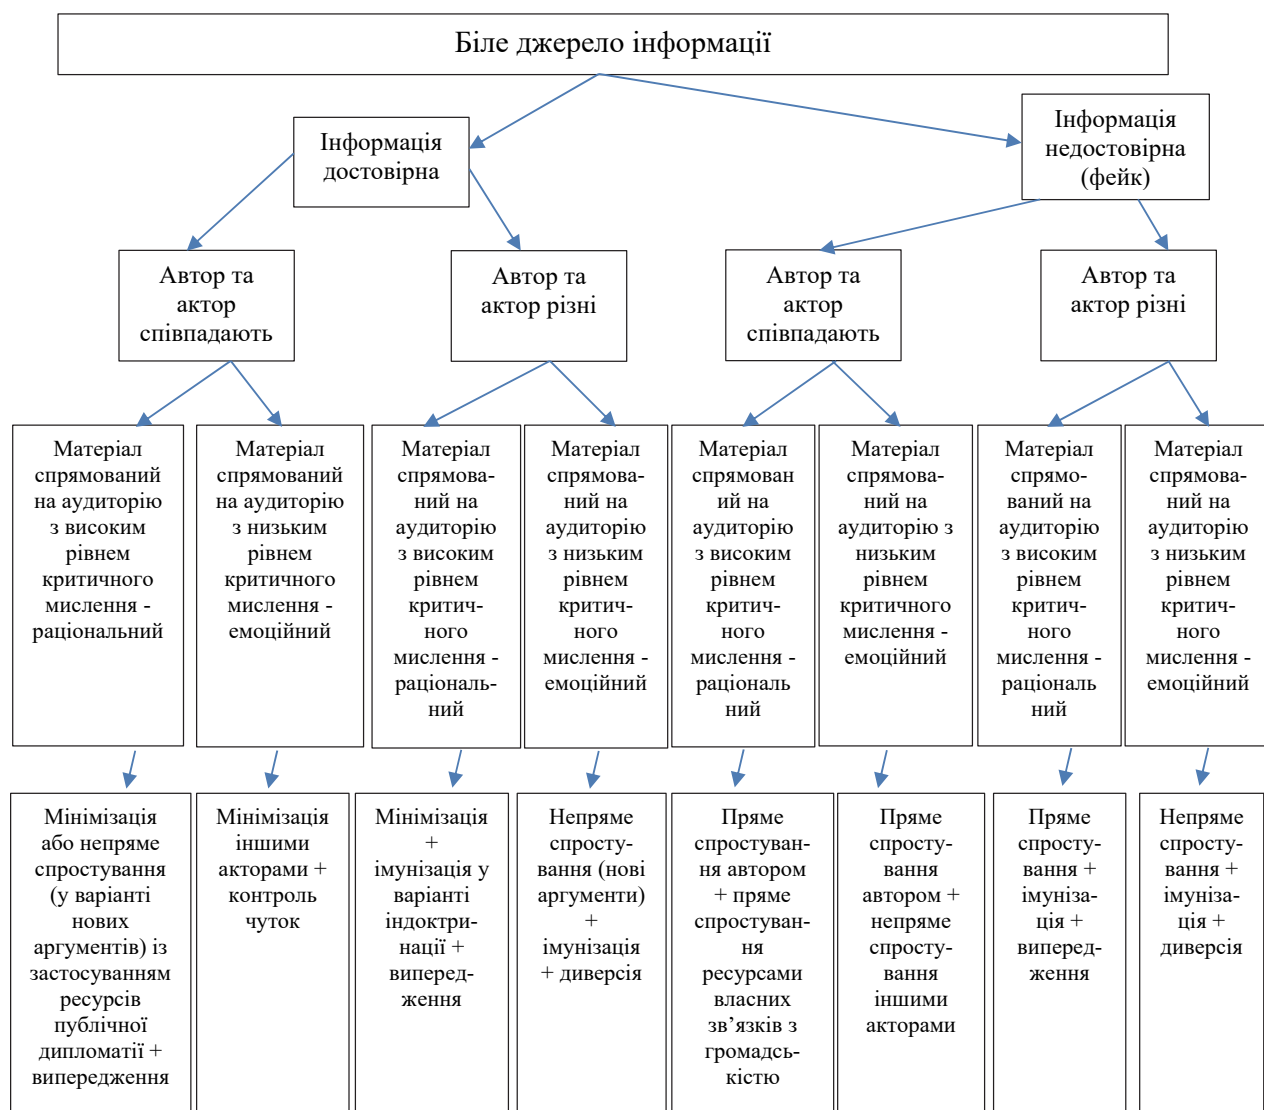 Біле джерело інформації
Інформація
достовірна
Інформація
недостовірна
(фейк)
Автор та
актор
співпадають
Автор та
актор різні
Автор та
актор
співпадають
Автор та
актор різні
Матеріал
спрямований
на аудиторію
з високим
рівнем
критичного
мислення -
раціональний
Матеріал
спрямований
на аудиторію
з низьким
рівнем
критичного
мислення -
емоційний
Матеріал
спрямова-
ний на
аудиторію
з високим
рівнем
критич-
ного
мислення -
раціональ-
ний
Матеріал
спрямова-
ний на
аудиторію
з низьким
рівнем
критич-
ного
мислення -
емоційний
Матеріал
спрямован
ий на
аудиторію
з високим
рівнем
критич-
ного
мислення -
раціональ
ний
Матеріал
спрямова-
ний на
аудиторію з
низьким
рівнем
критичного
мислення -
емоційний
Матеріал
спрямо-
ваний на
аудиторію
з високим
рівнем
критич-
ного
мислення -
раціональ
ний
Матеріал
спрямова-
ний на
аудиторію
з низьким
рівнем
критич-
ного
мислення -
емоційний
Мінімізація
або непряме
спростування
(у варіанті
нових
аргументів) із
застосуванням
ресурсів
публічної
дипломатії +
випередження
Мінімізація
іншими
акторами +
контроль
чуток
Мінімізація
+
імунізація у
варіанті
індоктри-
нації +
виперед-
ження
Непряме
спросту-
вання (нові
аргументи)
+
імунізація
+ диверсія
Пряме
спростуван-
ня автором
+ пряме
спростуван-
ня
ресурсами
власних
зв’язків з
громадсь-
кістю
Пряме
спросту-
вання
автором +
непряме
спросту-
вання
іншими
акторами
Пряме
спросту-
вання +
імуніза-
ція +
виперед-
ження
Непряме
спросту-
вання +
імуніза-
ція +
диверсія